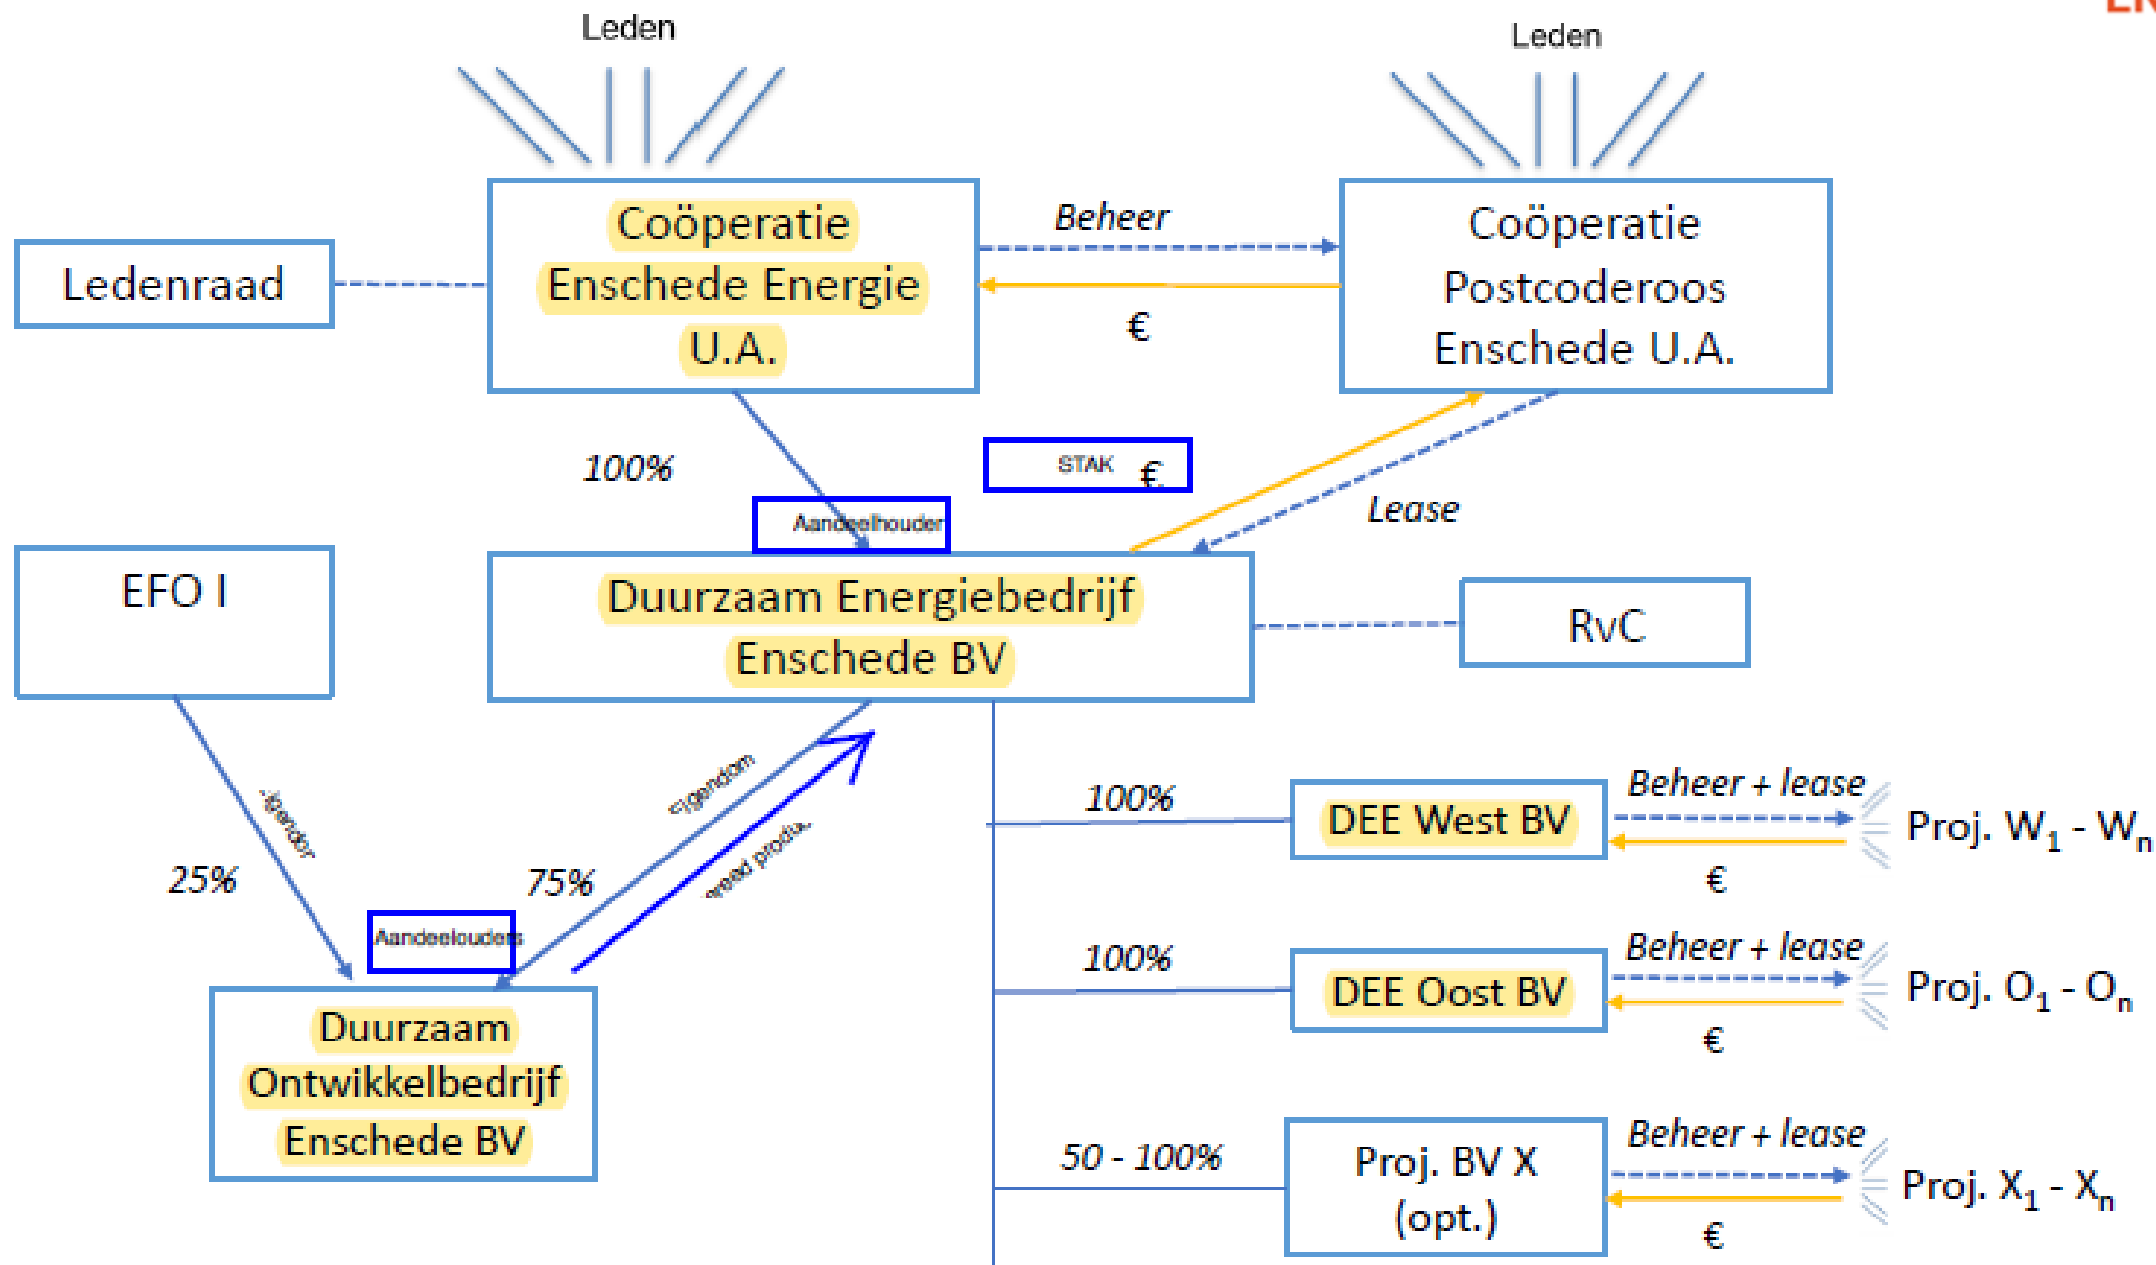 Leden
Leden
Coöperatie
Enschede Energie
U.A.
Beheer
€
Coöperatie
Postcoderoos
Enschede U.A.
Ledenraad
100%
STAK €
Lease
Aandeelhouder
EFO I
Duurzaam Energiebedrijf
Enschede BV
RvC
Eigendom
25%
75%
Aandeelouders
Duurzaam
Ontwikkelbedrijf
Enschede BV
100%
DEE West BV
Beheer + lease
€
Proj. W1 - Wn
100%
DEE Oost BV
Beheer + lease
€
Proj. O1 - On
50 - 100%
Proj. BV X
(opt.)
Beheer + lease
€
Proj. X1 - Xn